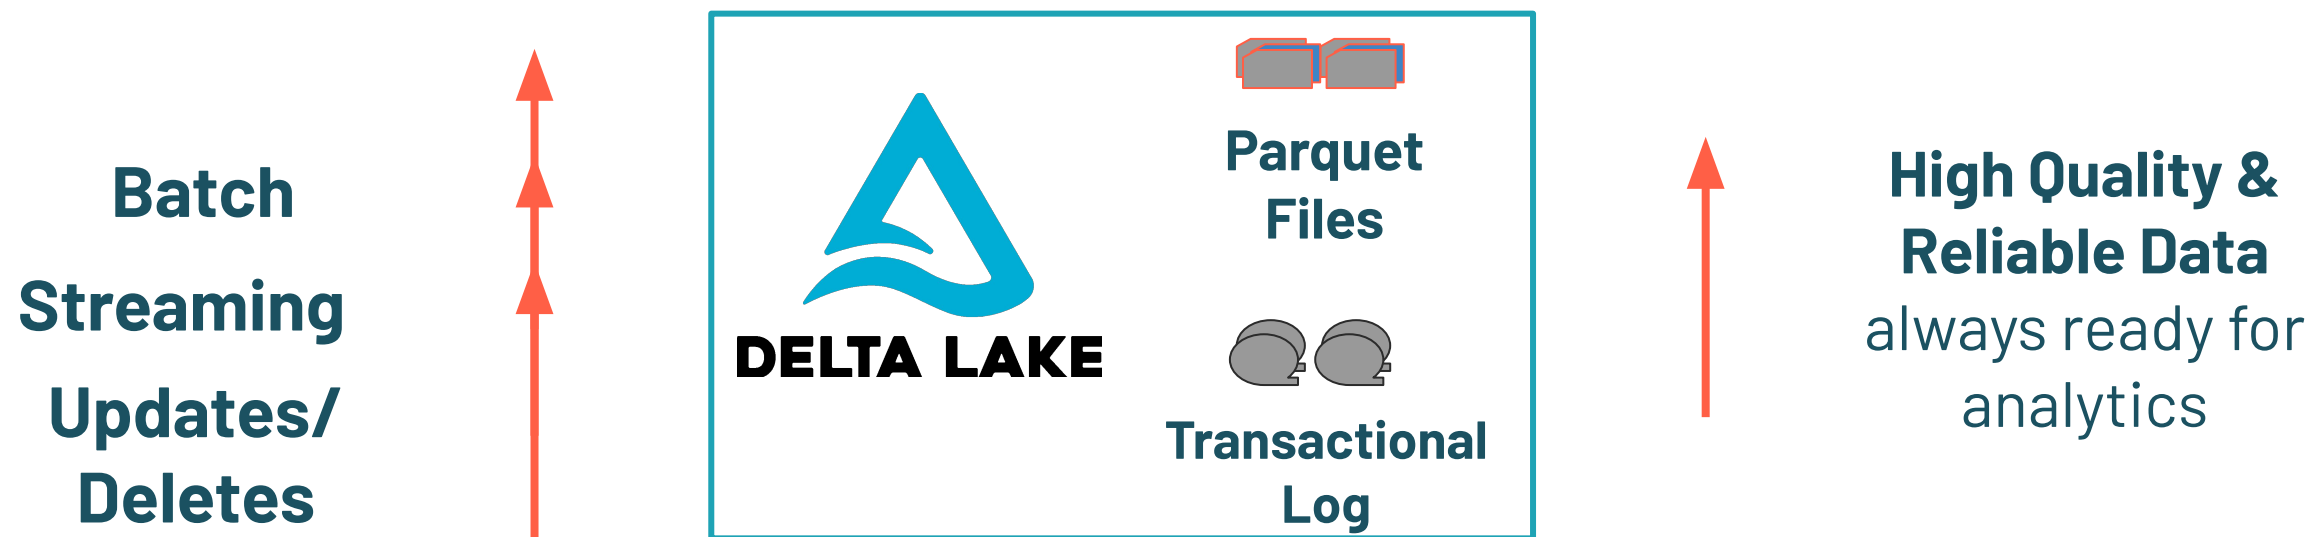 Batch
Streaming
Updates/
Deletes
DELTA LAKE
Parquet
Files
Transactional
Log
High Quality &
Reliable Data
always ready for
analytics